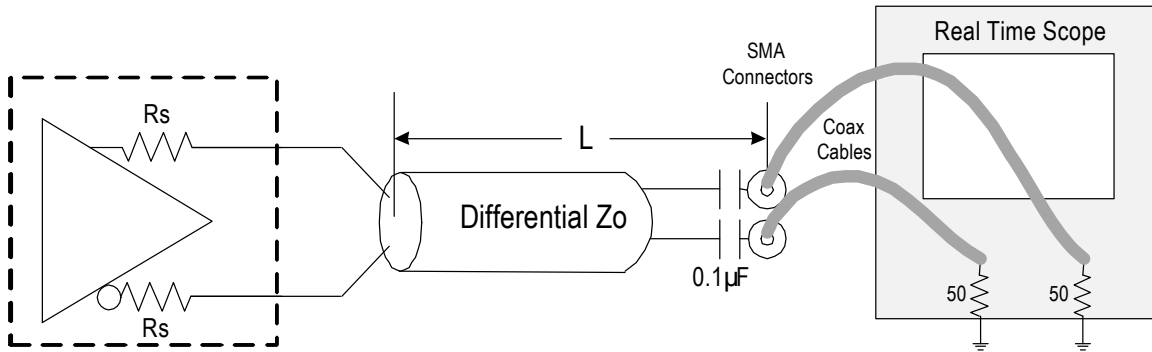 Real Time Scope
SMA
Connectors
Rs
L
Coax
Cables
Differential Zo
0.1µF
50
50
Rs